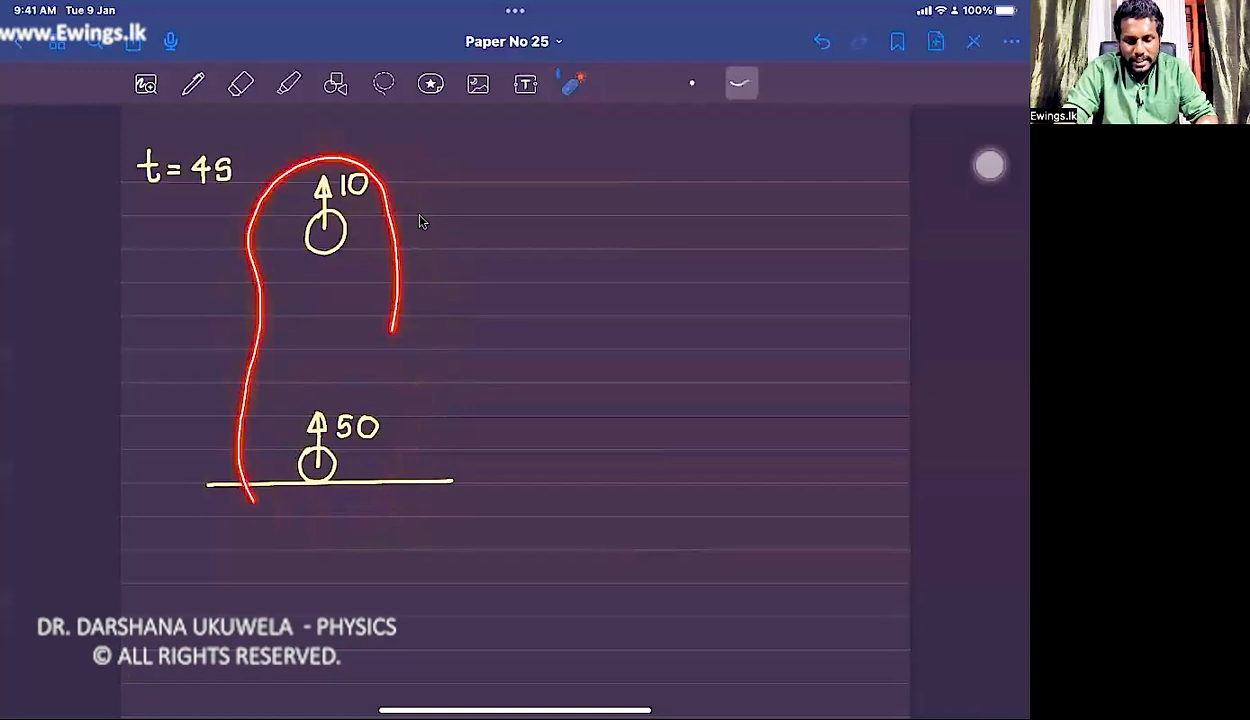 9:41 AM Tue 9 Jan
100%
www.Ewings.lk
Paper No 25
Ewings.lk
t = 4s
10
50
DR. DARSHANA UKUWELA - PHYSICS
© ALL RIGHTS RESERVED.